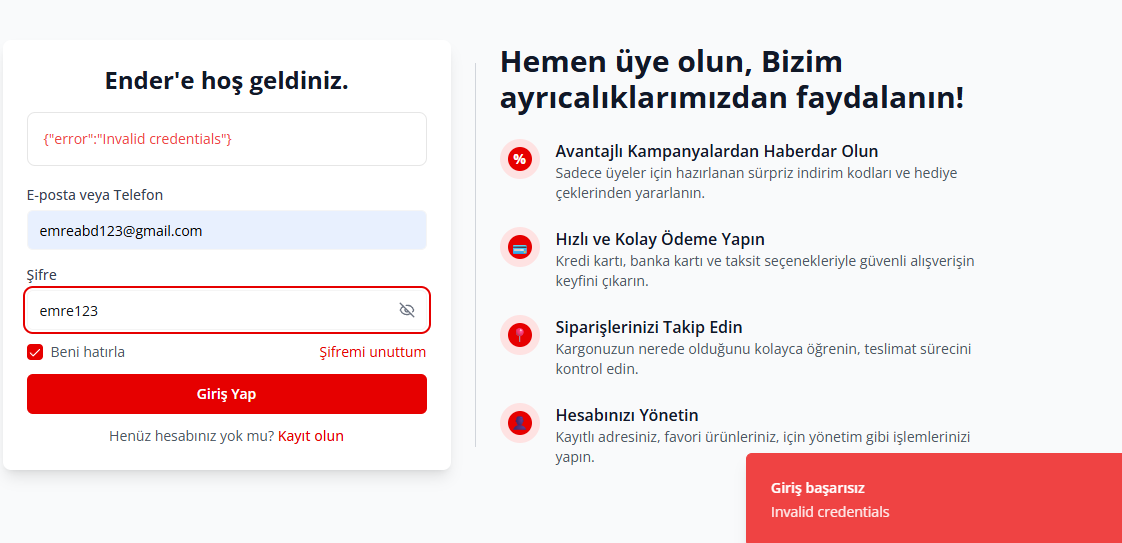 Ender'e hoş geldiniz.
{"error":"Invalid credentials"}
E-posta veya Telefon
emreabd123@gmail.com
Şifre
emre123
Beni hatırla
Şifremi unuttum
Giriş Yap
Henüz hesabınız yok mu? Kayıt olun
Hemen üye olun, Bizim
ayrıcalıklarımızdan faydalanın!
%
Avantajlı Kampanyalardan Haberdar Olun
Sadece üyeler için hazırlanan sürpriz indirim kodları ve hediye
çeklerinden yararlanın.
Hızlı ve Kolay Ödeme Yapın
Kredi kartı, banka kartı ve taksit seçenekleriyle güvenli alışverişin
keyfini çıkarın.
Siparişlerinizi Takip Edin
Kargonuzun nerede olduğunu kolayca öğrenin, teslimat sürecini
kontrol edin.
Hesabınızı Yönetin
Kayıtlı adresiniz, favori ürünleriniz, için yönetim gibi işlemlerinizi
yapın.
Giriş başarısız
Invalid credentials